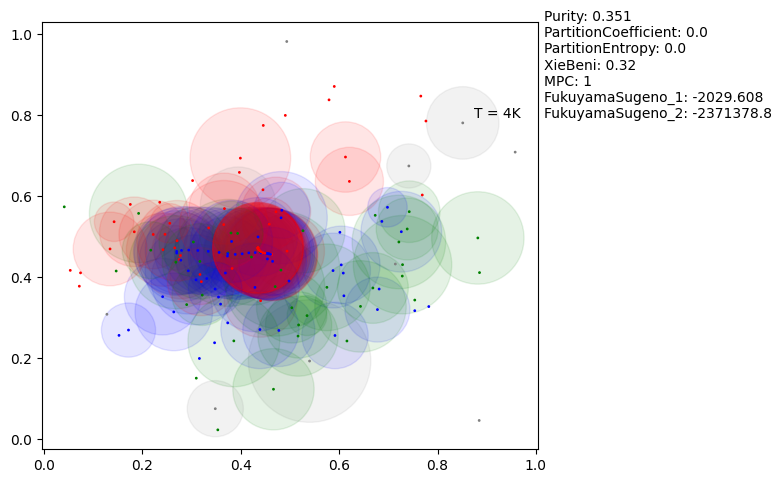 Purity: 0.351
PartitionCoefficient: 0.0
PartitionEntropy: 0.0
XieBeni: 0.32
MPC: 1
FukuyamaSugeno_1: -2029.608
FukuyamaSugeno_2: -2371378.8
T = 4K
1.0
0.8
0.6
0.4
0.2
0.0
0.0 0.2 0.4 0.6 0.8 1.0